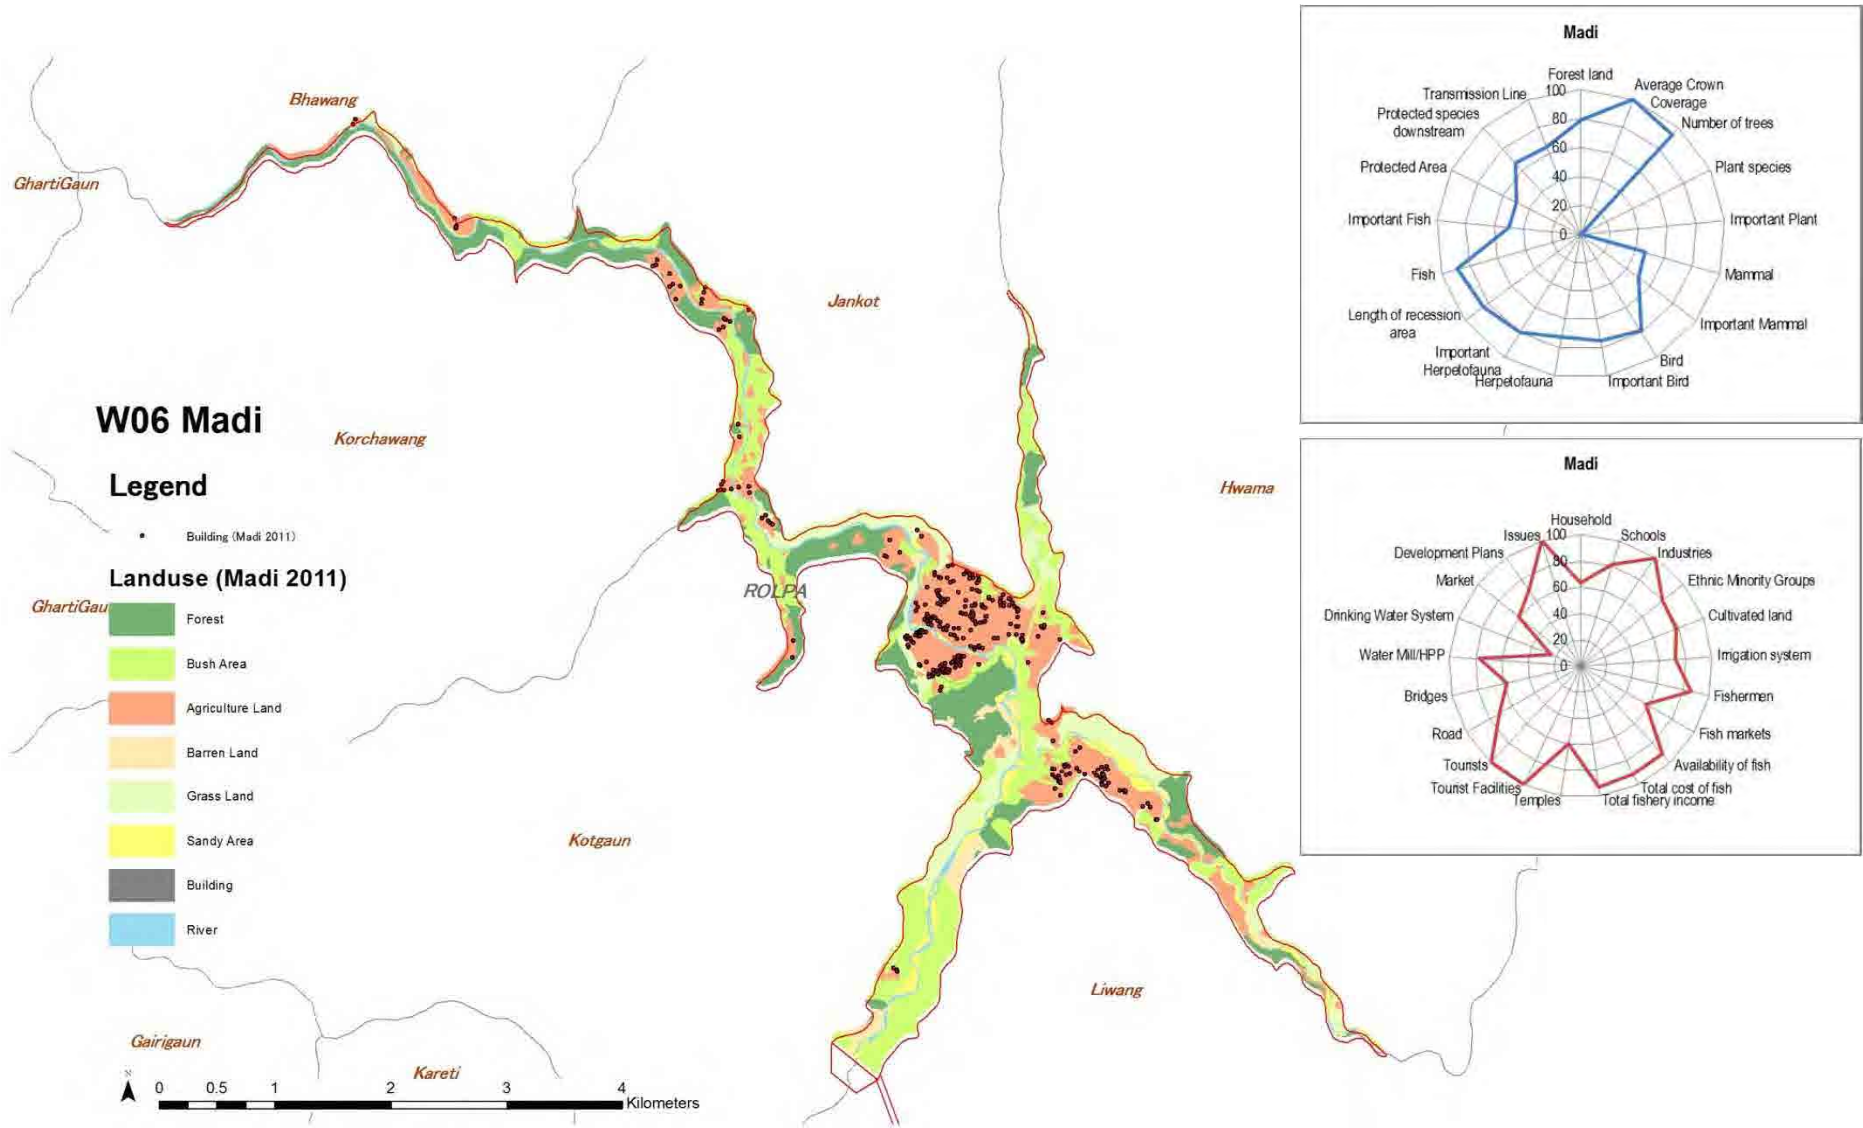 Bhawang
GhartiGaun
Jankot
W06 Madi
Korchawang
Legend
Building (Madi 2011)
Landuse (Madi 2011)
Hwama
ROLPA
GhartiGau
Forest
Bush Area
Agriculture Land
Barren Land
Grass Land
Sandy Area
Building
River
Kotgaun
Liwang
Gairigaun
Kareti
N
0 0.5 1 2 3 4
Kilometers
Madi
Forest land
Average Crown
Coverage
Number of trees
Plant species
Important Plant
Mammal
Important Mammal
Bird
Important Bird
Herpetofauna
Important
Herpetofauna
Length of recession
area
Fish
Important Fish
Protected Area
Protected species
downstream
Transmission Line
100
80
60
40
20
0
Madi
Household
Schools
Industries
Ethnic Minority Groups
Cultivated land
Irrigation system
Fishermen
Fish markets
Availability of fish
Total cost of fish
Total fishery income
Temples
Tourist Facilities
Tourists
Road
Bridges
Water Mill/HPP
Drinking Water System
Market
Development Plans
Issues
100
80
60
40
20
0